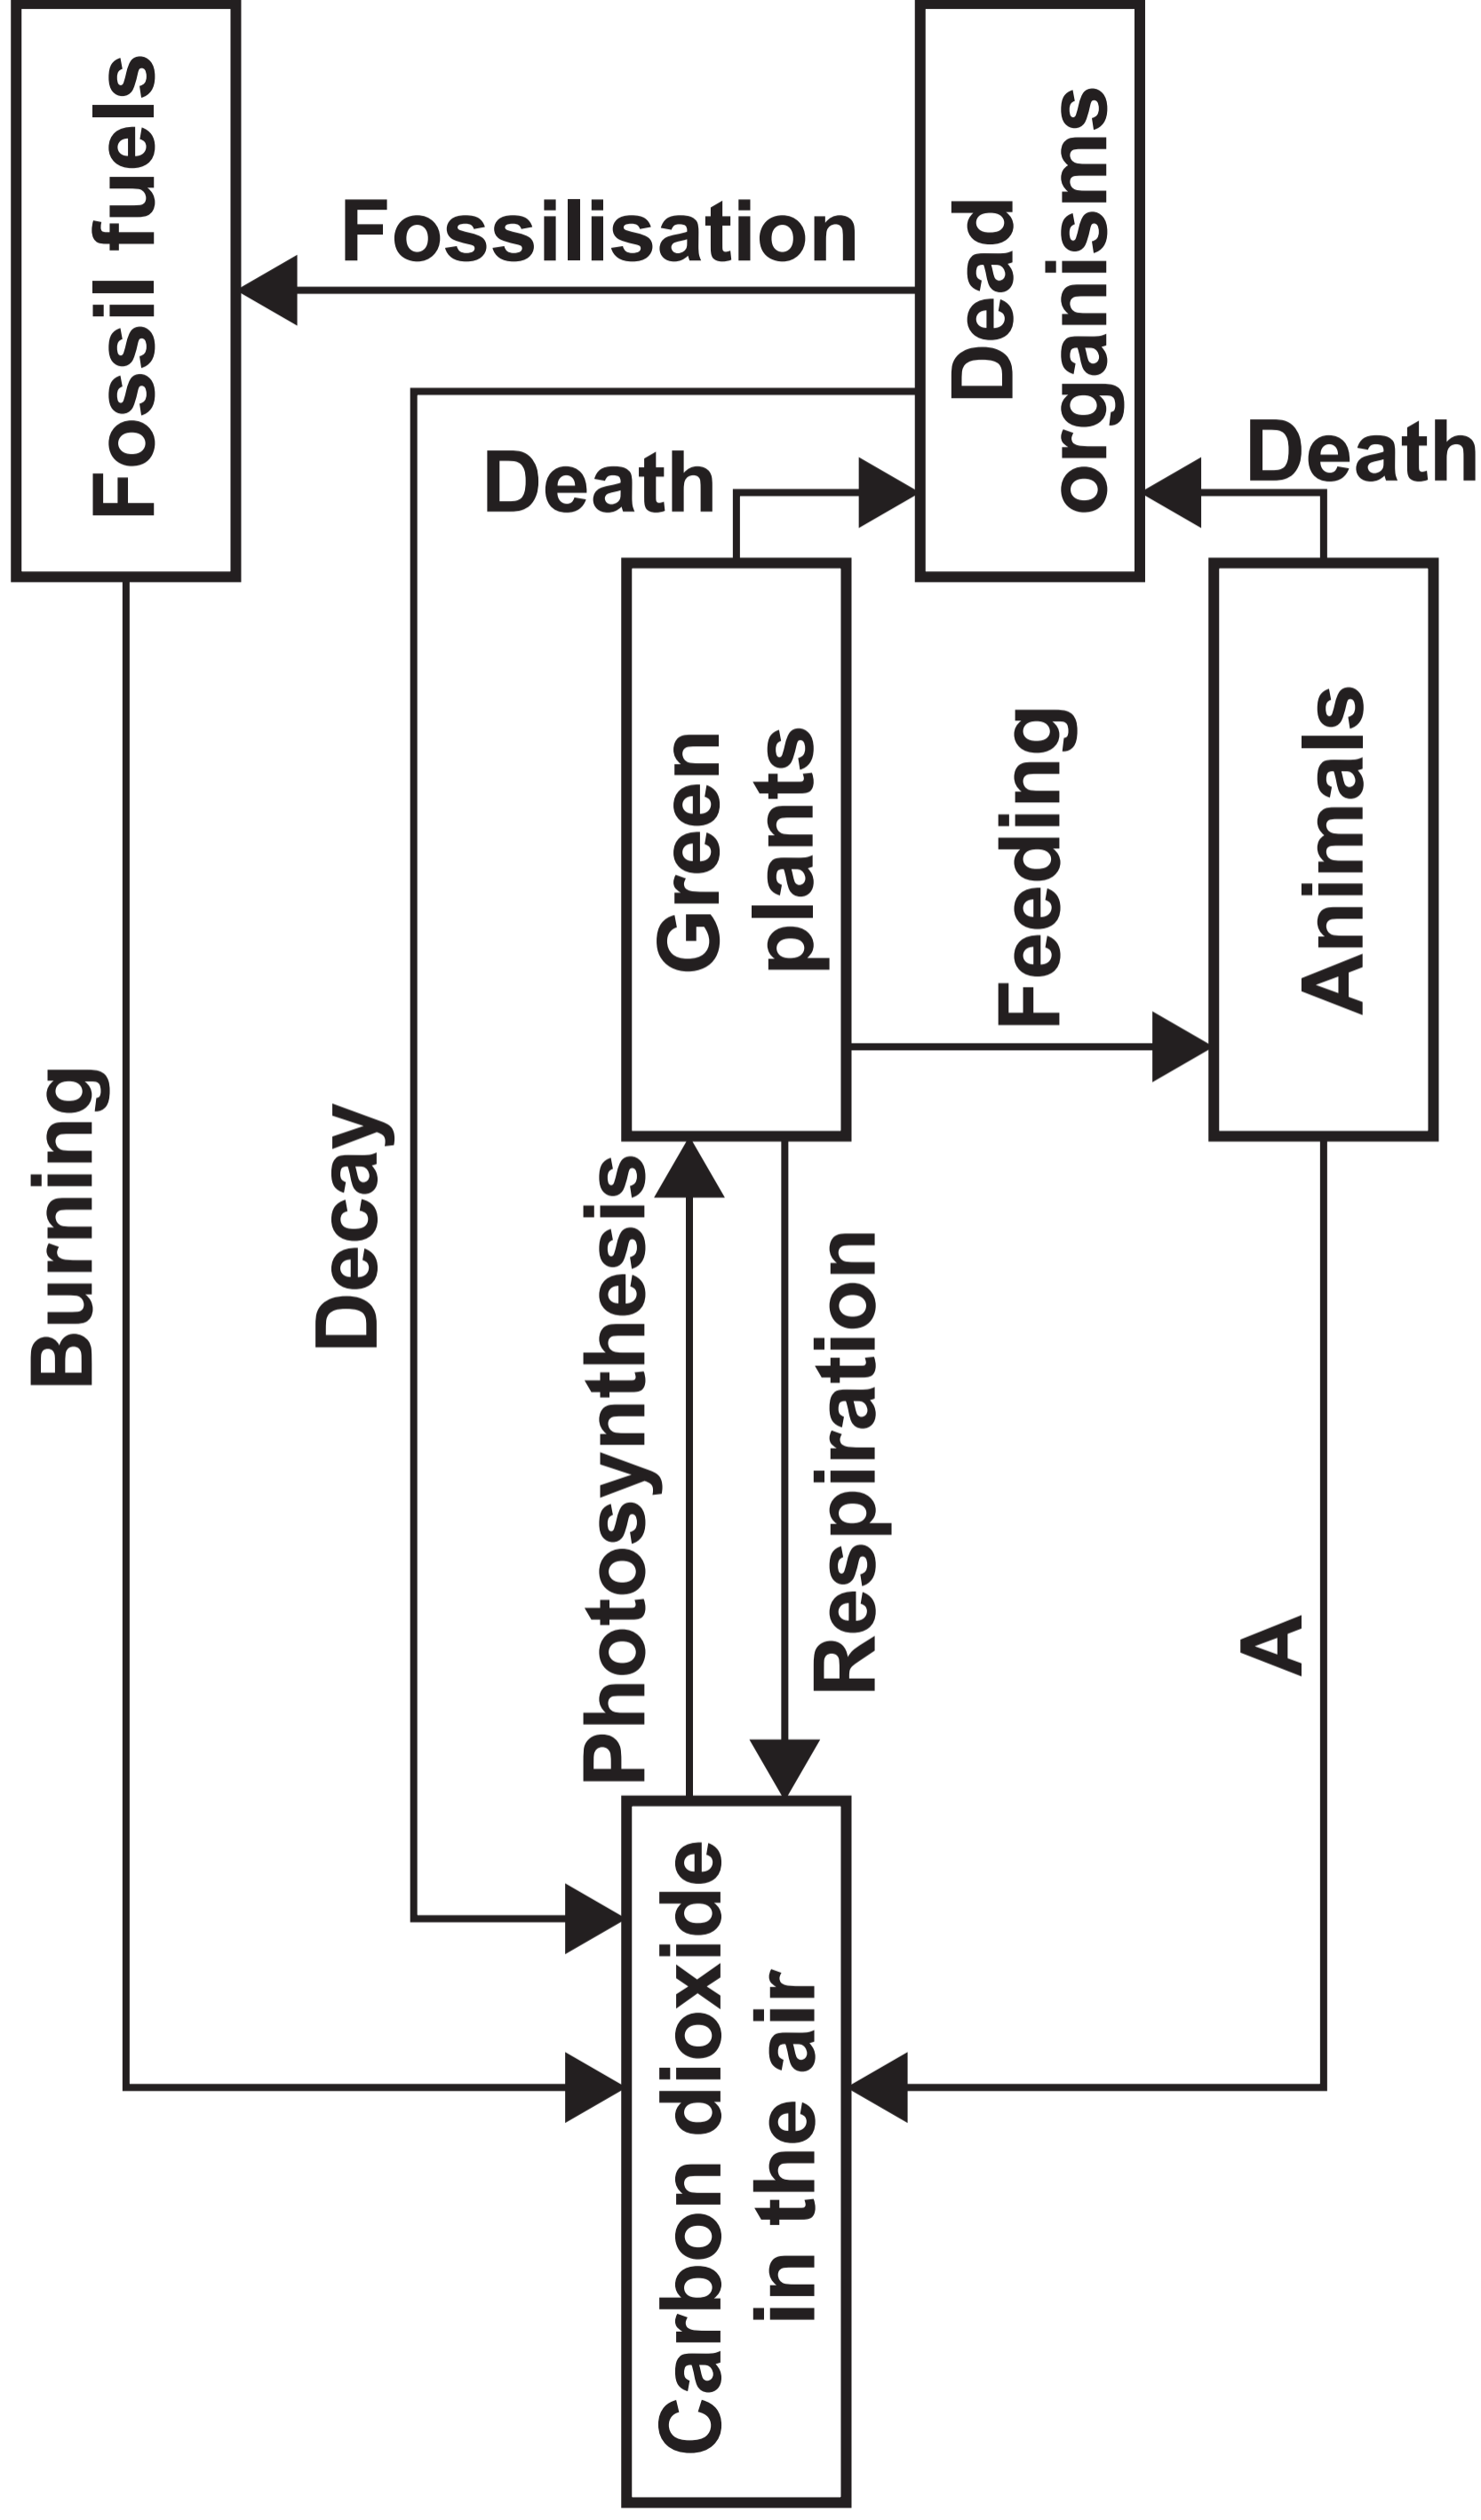 Fossil fuels
Fossilisation
Dead
organisms
Death
Death
Green
plants
Feeding
Animals
Burning
Decay
Photosynthesis
Respiration
A
Carbon dioxide
in the air